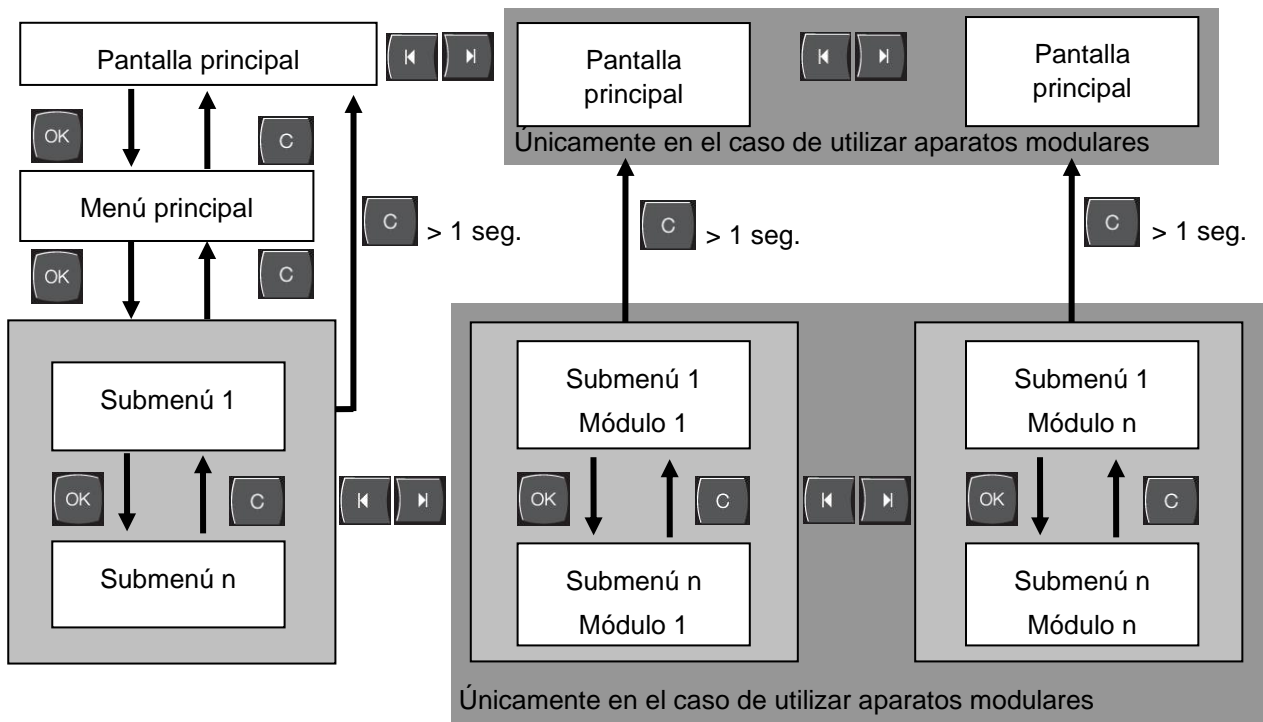 Pantalla principal
Pantalla
principal
Pantalla
principal
Únicamente en el caso de utilizar aparatos modulares
OK
C
Menú principal
C
> 1 seg.
C
> 1 seg.
C
> 1 seg.
OK
C
Submenú 1
Submenú 1
Módulo 1
Submenú 1
Módulo n
OK
C
OK
C
OK
C
Submenú n
Submenú n
Módulo 1
Submenú n
Módulo n
Únicamente en el caso de utilizar aparatos modulares